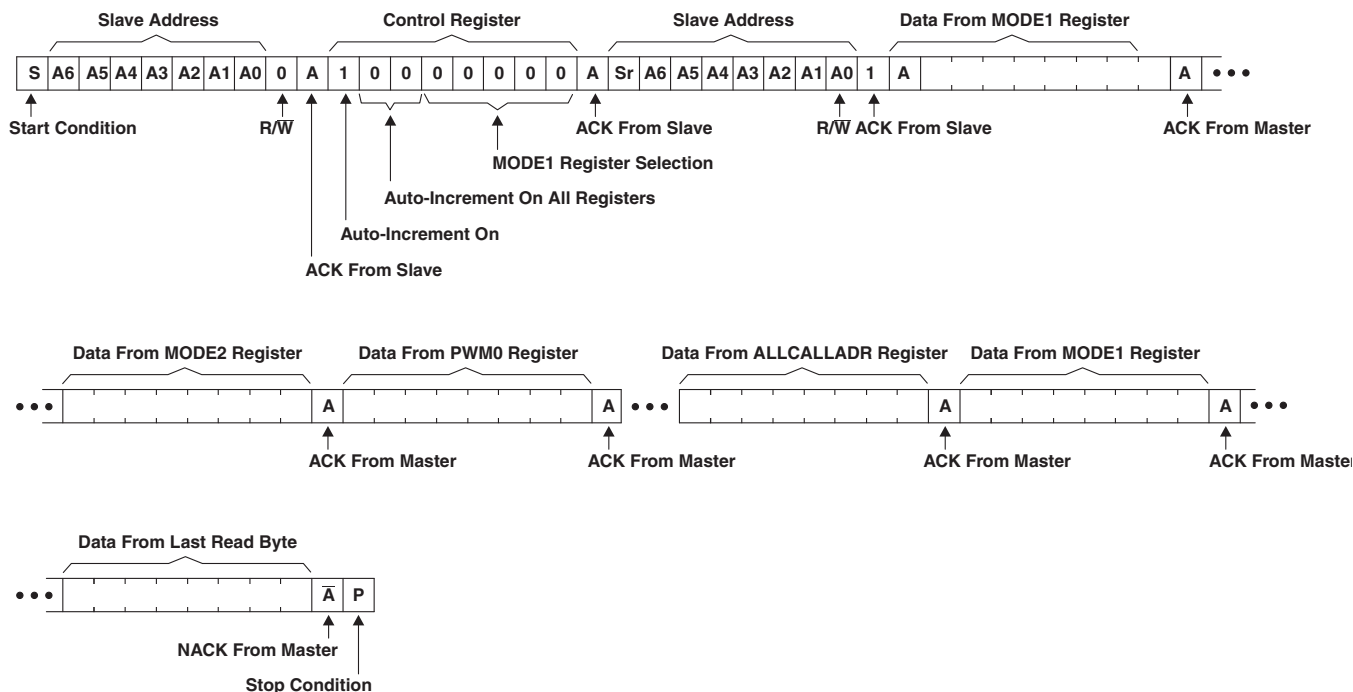 Slave Address Control Register Slave Address Data From MODE1 Register
S A6 A5 A4 A3 A2 A1 A0 0 A 1 0 0 0 0 0 0 0 A Sr A6 A5 A4 A3 A2 A1 A0 1 A A •••
Start Condition R/W̅ ACK From Slave R/W̅ ACK From Slave ACK From Master
MODE1 Register Selection
Auto-Increment On All Registers
Auto-Increment On
ACK From Slave
Data From MODE2 Register Data From PWM0 Register Data From ALLCALLADR Register Data From MODE1 Register
••• A A ••• A A •••
ACK From Master ACK From Master ACK From Master ACK From Master
Data From Last Read Byte
••• A̅ P
NACK From Master
Stop Condition